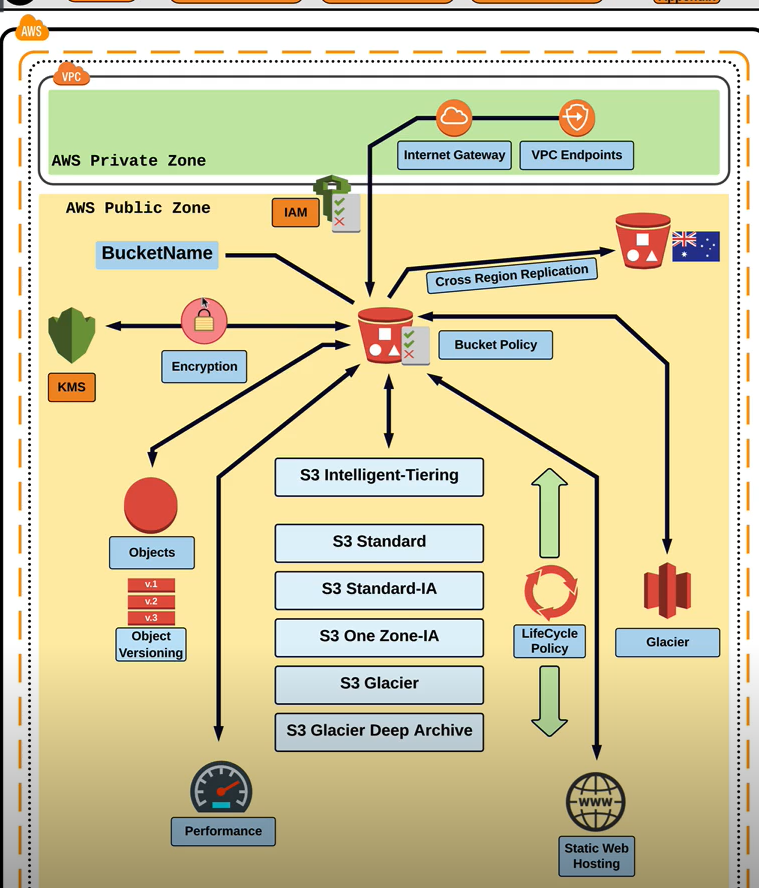 Appendix
AWS
VPC
Internet Gateway
VPC Endpoints
AWS Private Zone
AWS Public Zone
IAM
BucketName
Cross Region Replication
Bucket Policy
Encryption
KMS
S3 Intelligent-Tiering
S3 Standard
Objects
v.1
v.2
v.3
Object
Versioning
S3 Standard-IA
S3 One Zone-IA
S3 Glacier
S3 Glacier Deep Archive
LifeCycle
Policy
Glacier
Performance
WWW
Static Web
Hosting